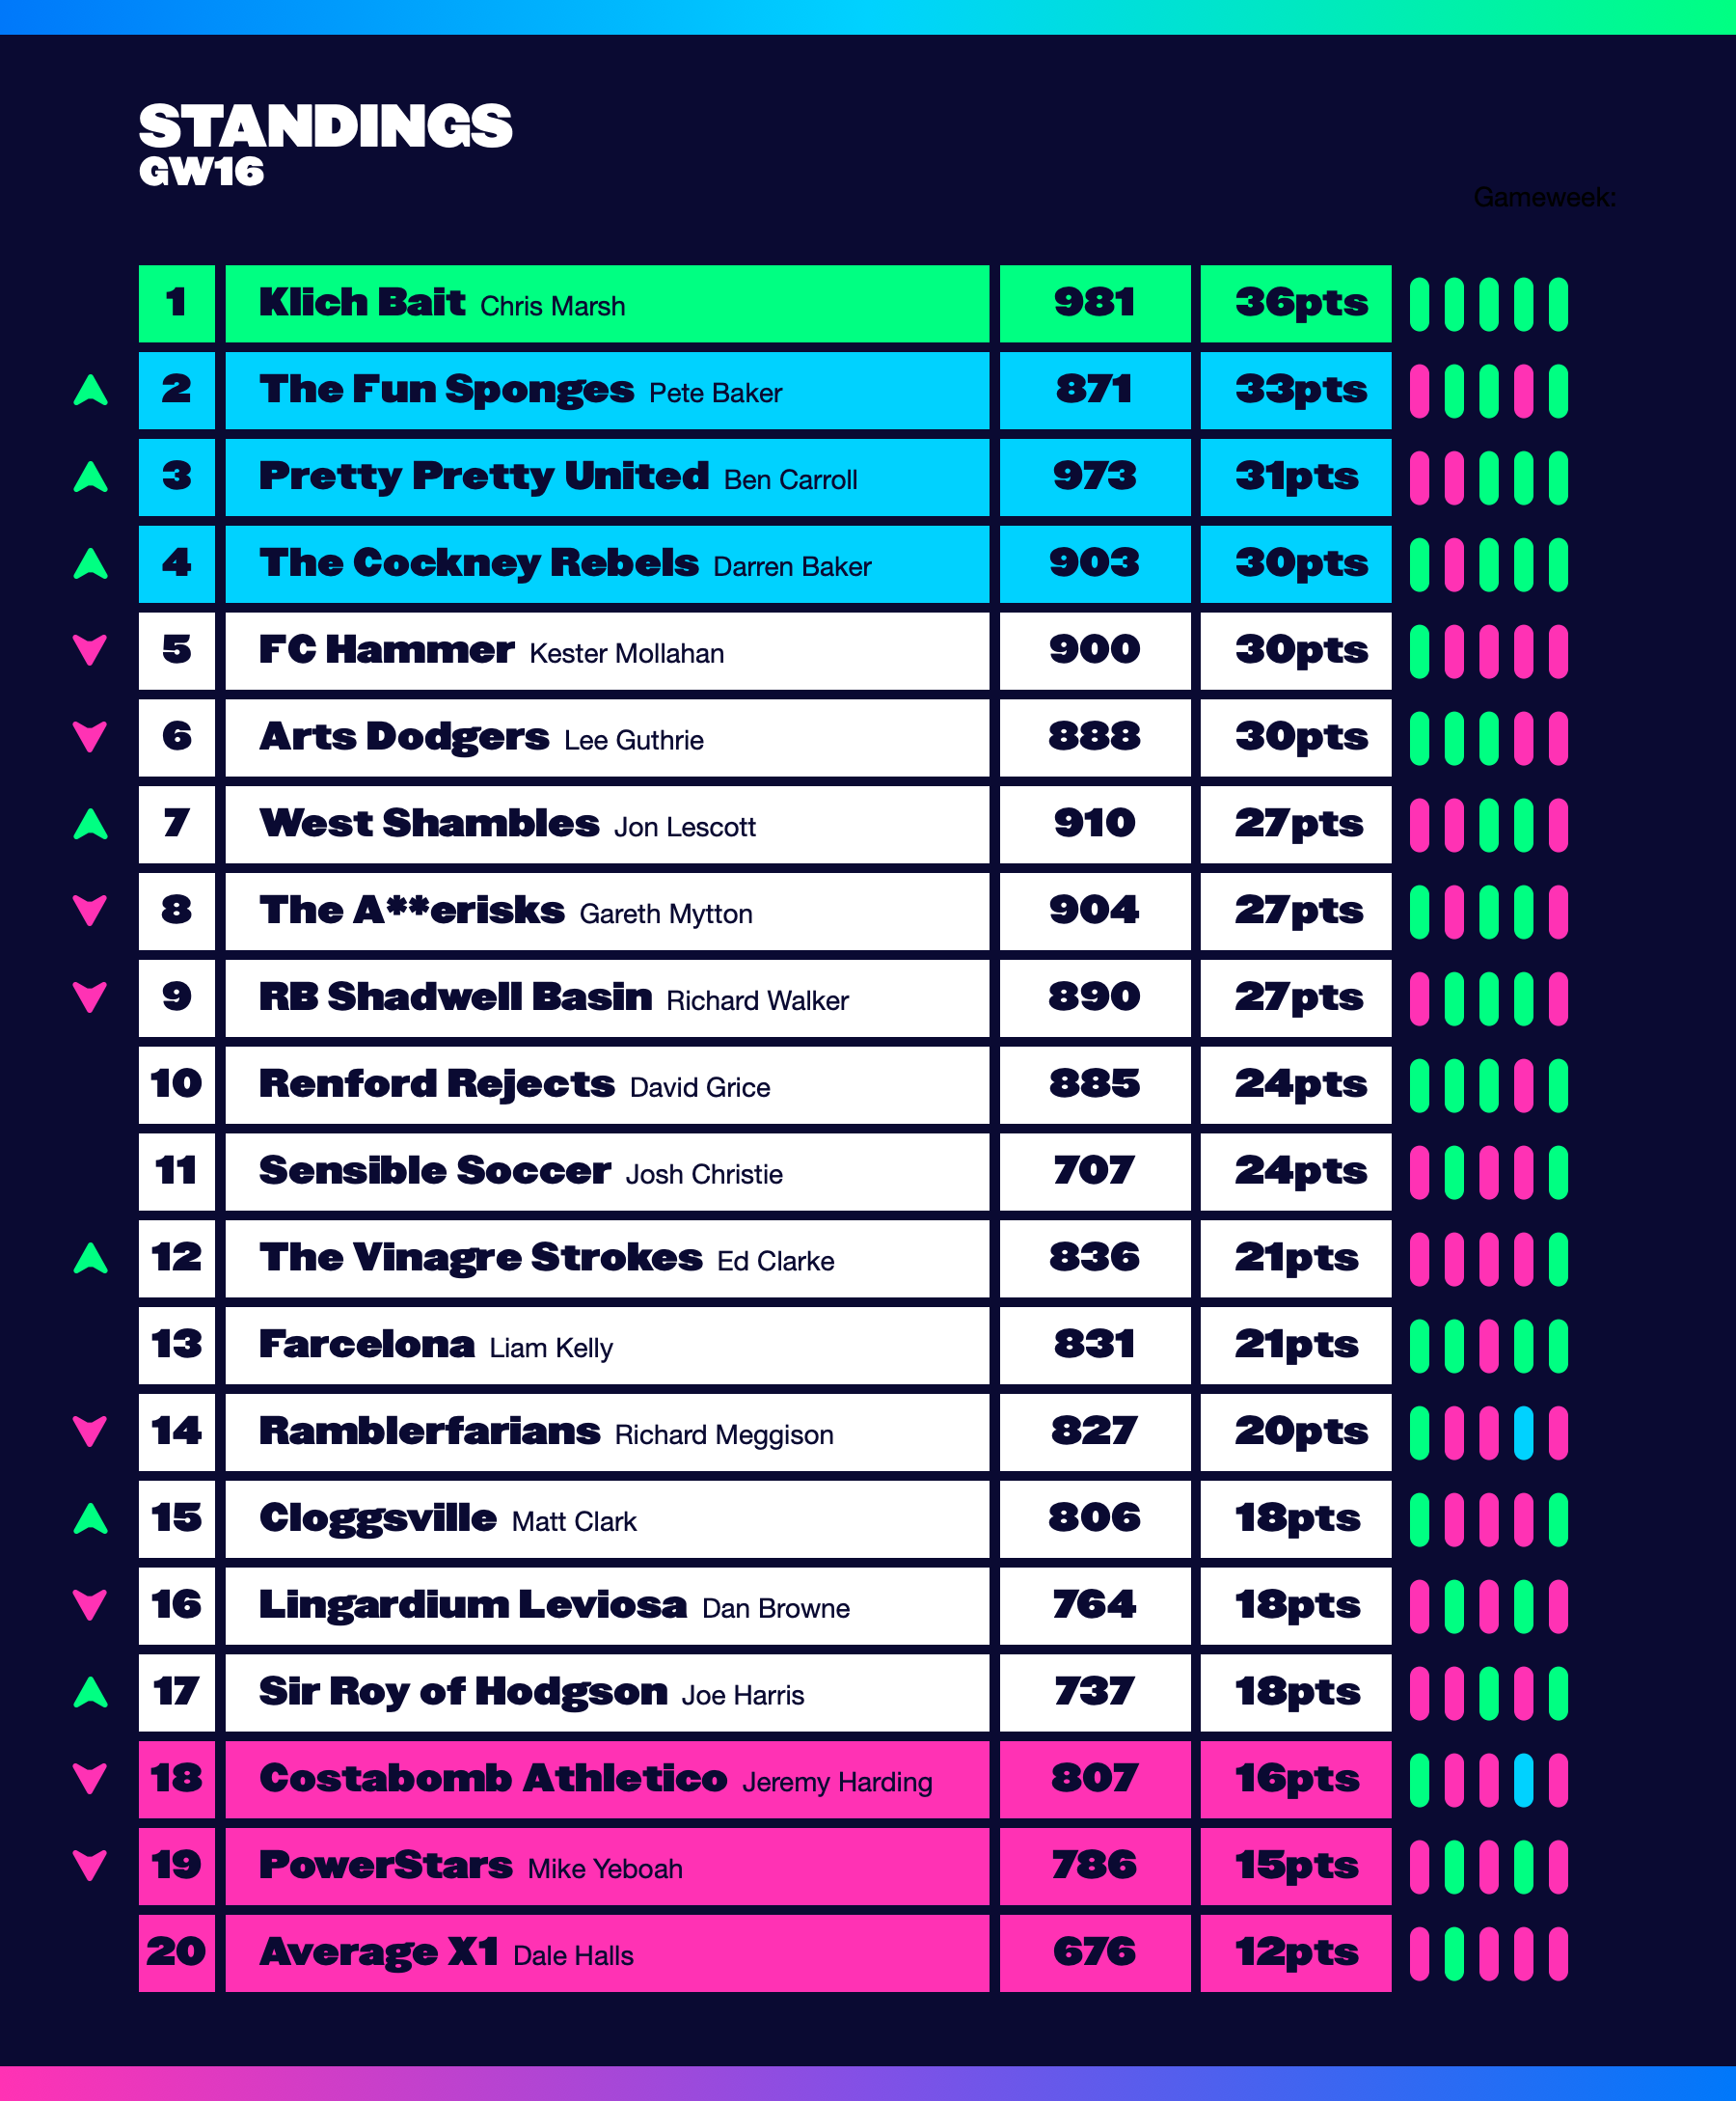 STANDINGS
GW16
Gameweek:
1 Klich Bait Chris Marsh 981 36pts
2 The Fun Sponges Pete Baker 871 33pts
3 Pretty Pretty United Ben Carroll 973 31pts
4 The Cockney Rebels Darren Baker 903 30pts
5 FC Hammer Kester Mollahan 900 30pts
6 Arts Dodgers Lee Guthrie 888 30pts
7 West Shambles Jon Lescott 910 27pts
8 The A**erisks Gareth Mytton 904 27pts
9 RB Shadwell Basin Richard Walker 890 27pts
10 Renford Rejects David Grice 885 24pts
11 Sensible Soccer Josh Christie 707 24pts
12 The Vinagre Strokes Ed Clarke 836 21pts
13 Farcelona Liam Kelly 831 21pts
14 Ramblerfarians Richard Meggison 827 20pts
15 Cloggsville Matt Clark 806 18pts
16 Lingardium Leviosa Dan Browne 764 18pts
17 Sir Roy of Hodgson Joe Harris 737 18pts
18 Costabomb Athletico Jeremy Harding 807 16pts
19 PowerStars Mike Yeboah 786 15pts
20 Average X1 Dale Halls 676 12pts